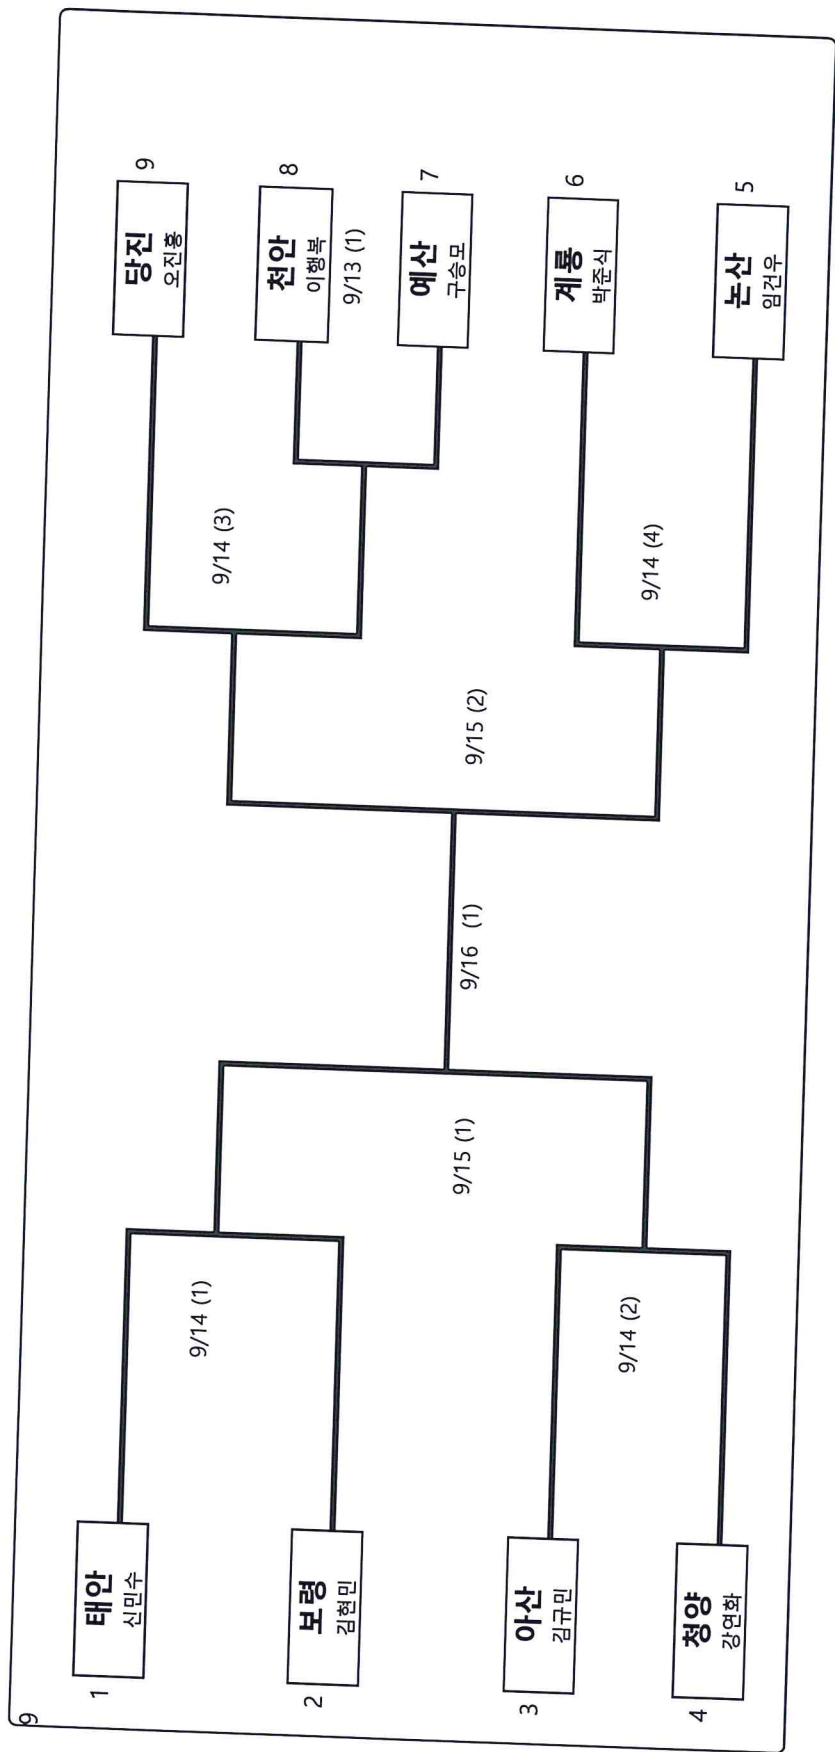 9
1
태안
신민수
2
보령
김현민
3
아산
김규민
4
청양
강연화
9/14 (1)
9/14 (2)
9/15 (1)
9/16 (1)
9/15 (2)
9/14 (3)
9/14 (4)
9
당진
오진흥
8
천안
이행복
9/13 (1)
7
예산
구승모
6
계룡
박준식
5
논산
임건우